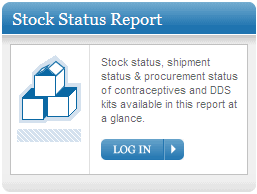 Stock Status Report
Stock status, shipment
status & procurement status
of contraceptives and DDS
kits available in this report at
a glance.
LOG IN